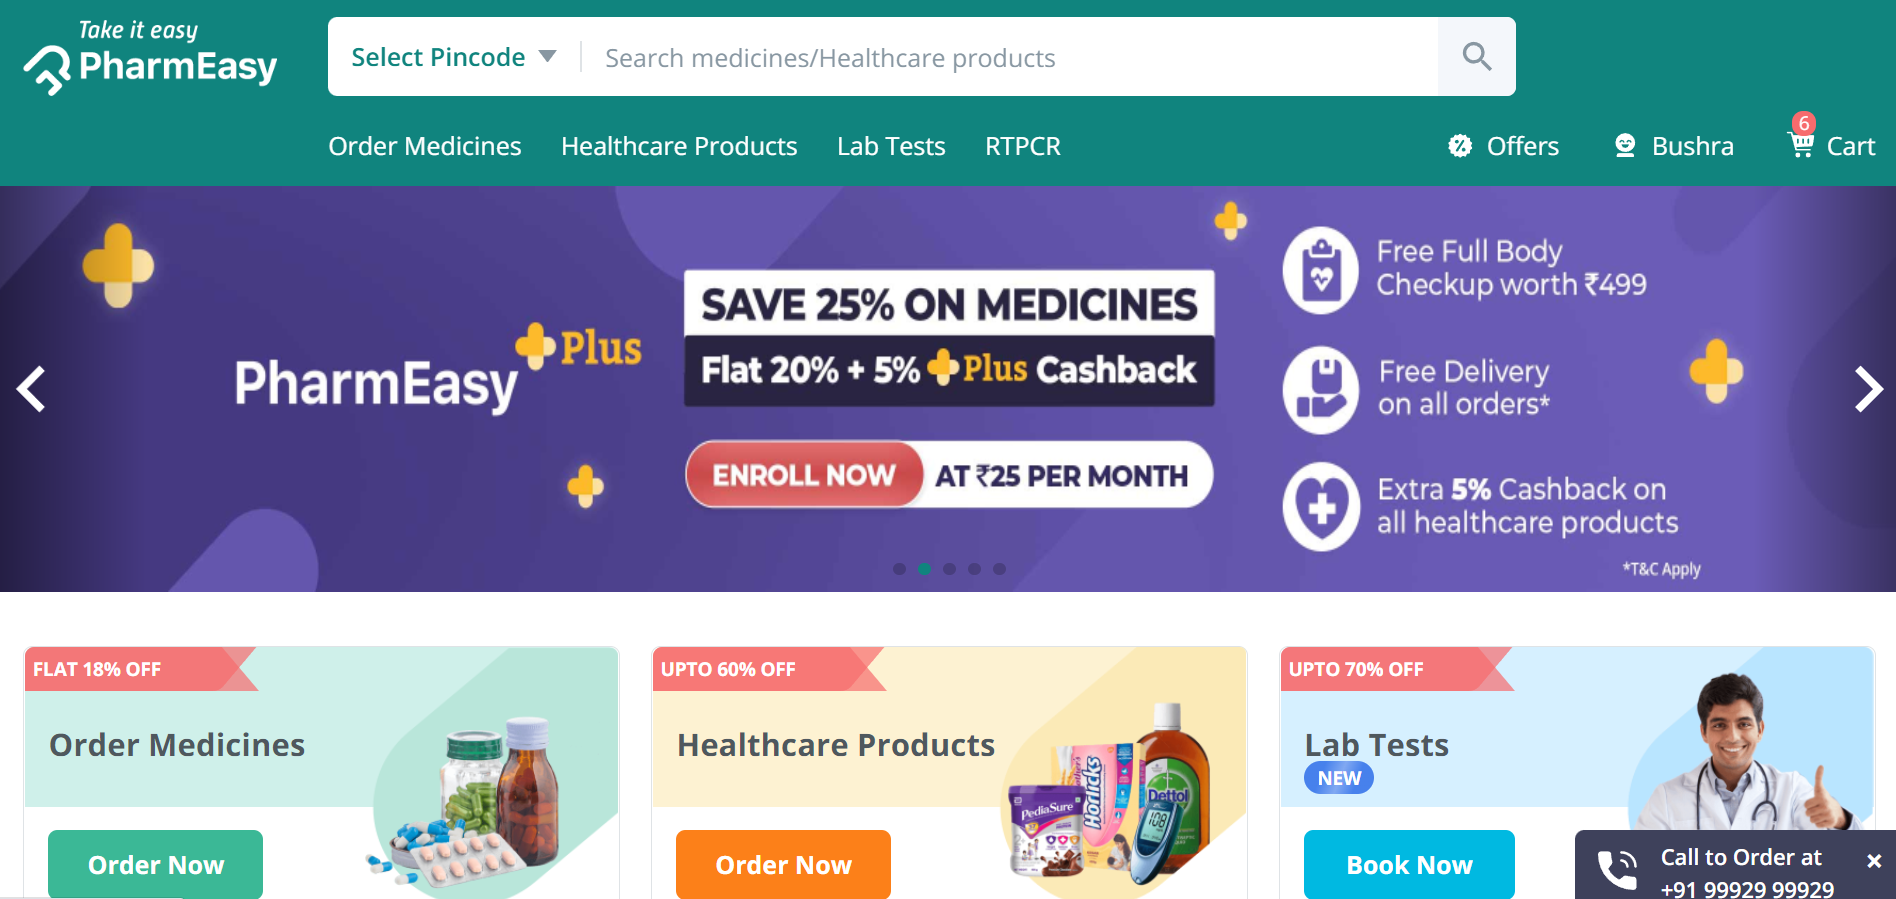 Take it easy
PharmEasy
Select Pincode
Search medicines/Healthcare products
Order Medicines
Healthcare Products
Lab Tests
RTPCR
Offers
Bushra
6
Cart
PharmEasy Plus
SAVE 25% ON MEDICINES
Flat 20% + 5% Plus Cashback
ENROLL NOW AT ₹25 PER MONTH
Free Full Body
Checkup worth ₹499
Free Delivery
on all orders*
Extra 5% Cashback on
all healthcare products
*T&C Apply
FLAT 18% OFF
Order Medicines
Order Now
UPTO 60% OFF
Healthcare Products
PediaSure
Horlicks
Dettol
108
Order Now
UPTO 70% OFF
Lab Tests
NEW
Book Now
Call to Order at
+91 99929 99929